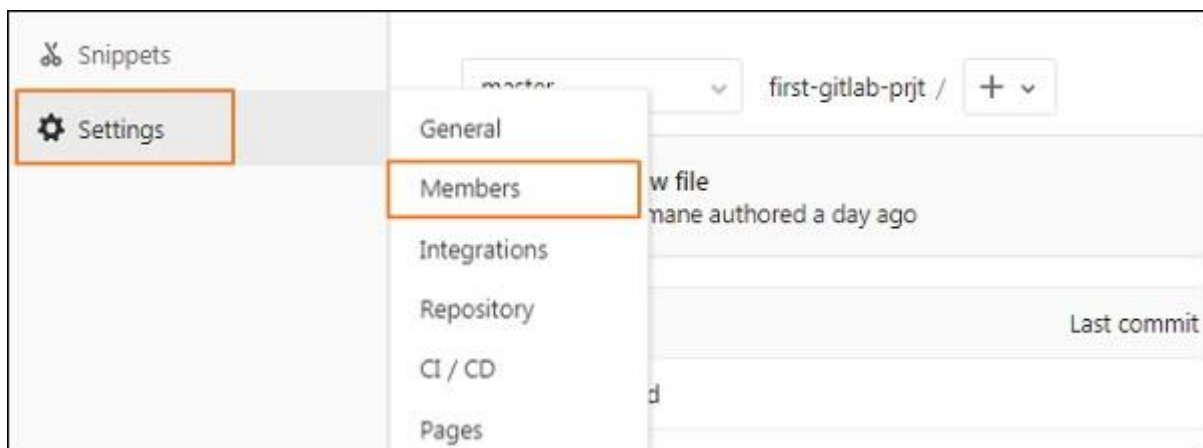 Snippets
Settings
master
first-gitlab-prjt /
General
Members
Integrations
Repository
CI / CD
Pages
w file
mane authored a day ago
Last commit
d